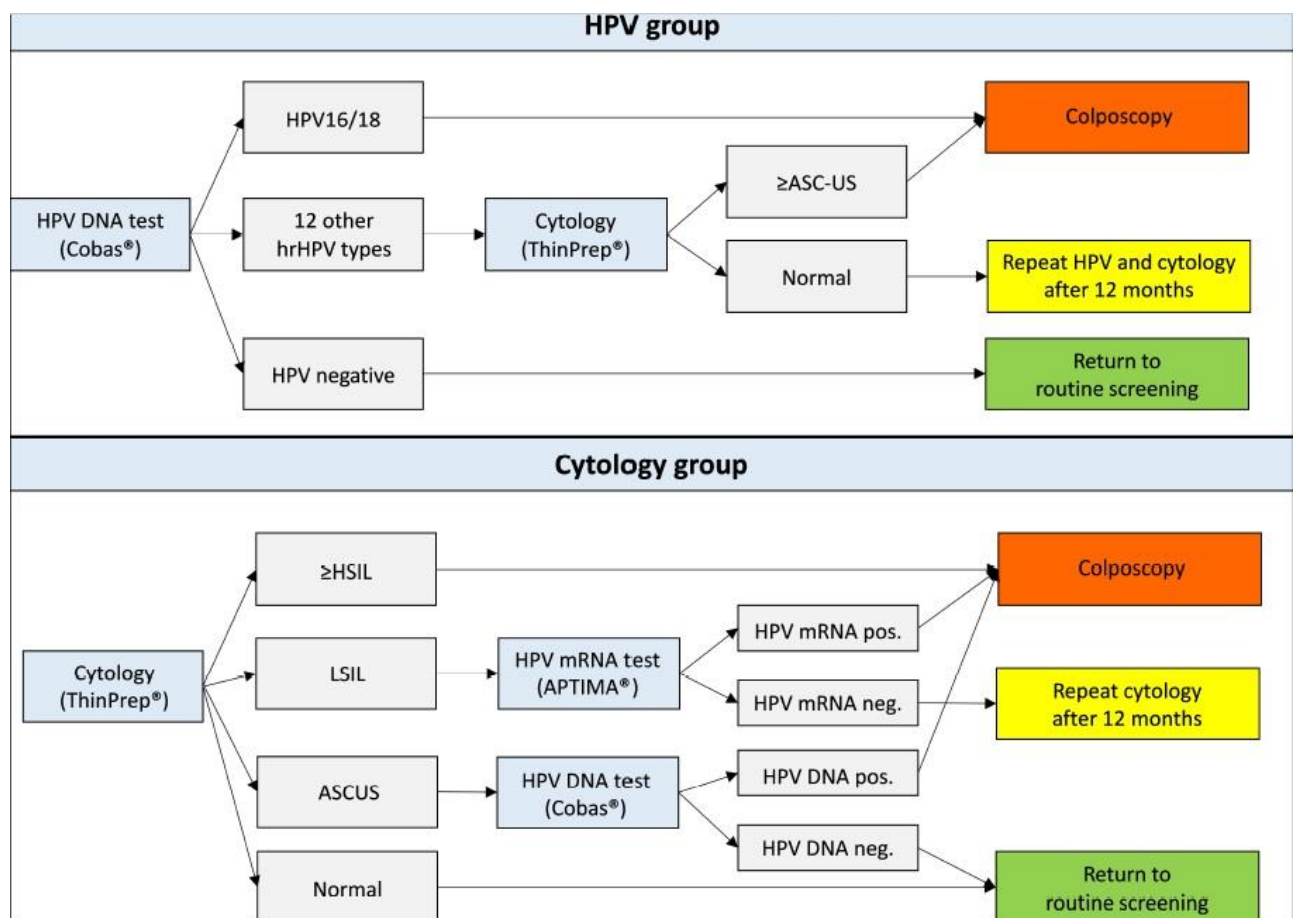 HPV group
HPV16/18
Colposcopy
≥ASC-US
HPV DNA test
(Cobas®)
12 other
hrHPV types
Cytology
(ThinPrep®)
Normal
Repeat HPV and cytology
after 12 months
HPV negative
Return to
routine screening
Cytology group
≥HSIL
Colposcopy
HPV mRNA pos.
Cytology
(ThinPrep®)
LSIL
HPV mRNA test
(APTIMA®)
HPV mRNA neg.
Repeat cytology
after 12 months
ASCUS
HPV DNA test
(Cobas®)
HPV DNA pos.
HPV DNA neg.
Normal
Return to
routine screening